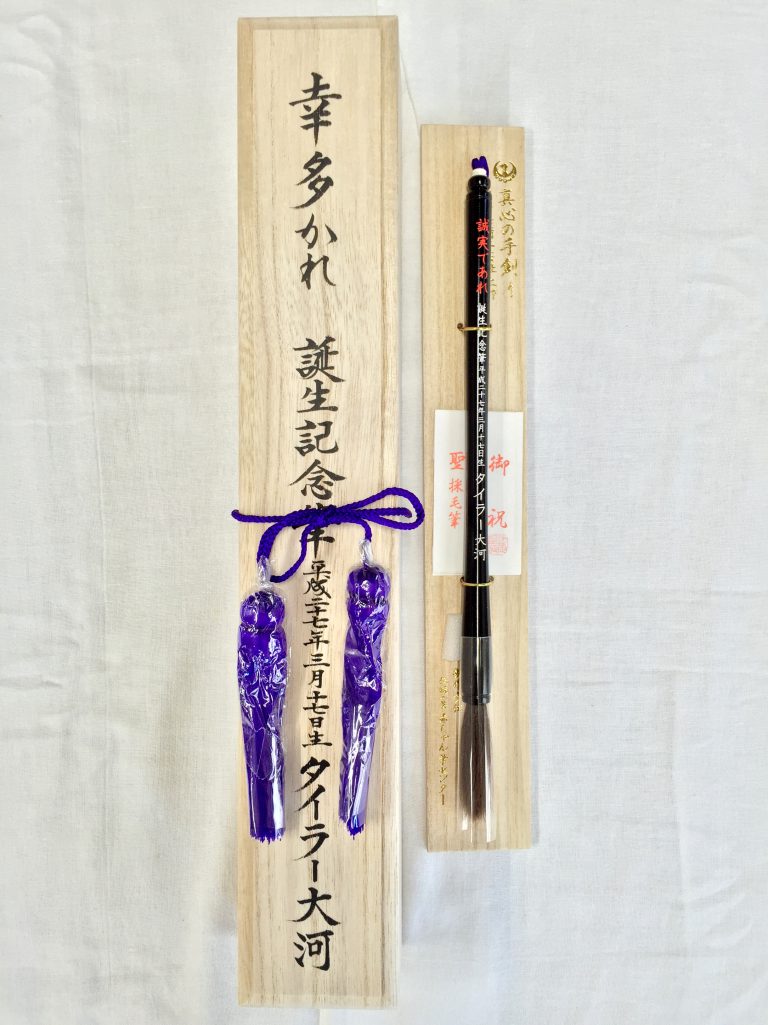 幸多かれ 誕生記念筆 平成二十七年三月十七日生 タイラー大河
真心の手創り
誠実であれ 誕生記念筆 平成二十七年三月十七日生 タイラー大河
御祝
聖採毛筆